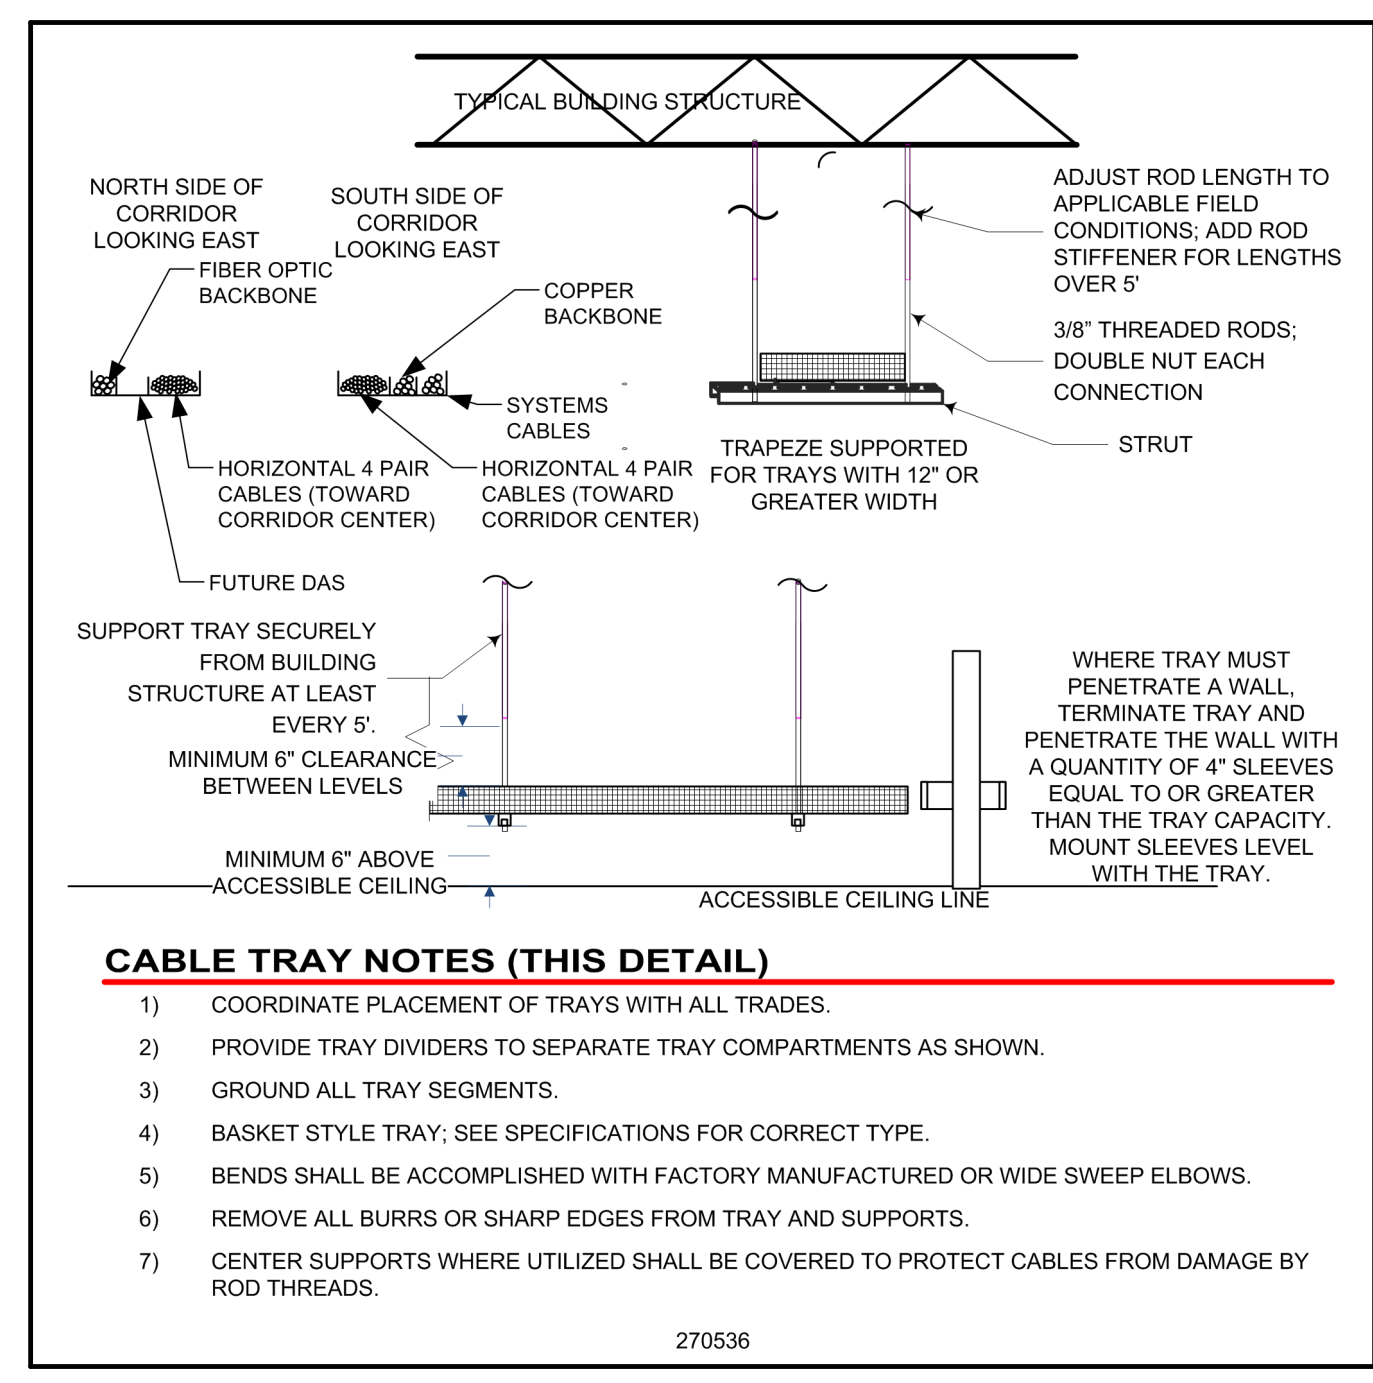 TYPICAL BUILDING STRUCTURE
NORTH SIDE OF
CORRIDOR
LOOKING EAST
SOUTH SIDE OF
CORRIDOR
LOOKING EAST
FIBER OPTIC
BACKBONE
COPPER
BACKBONE
SYSTEMS
CABLES
HORIZONTAL 4 PAIR
CABLES (TOWARD
CORRIDOR CENTER)
HORIZONTAL 4 PAIR
CABLES (TOWARD
CORRIDOR CENTER)
FUTURE DAS
ADJUST ROD LENGTH TO
APPLICABLE FIELD
CONDITIONS; ADD ROD
STIFFENER FOR LENGTHS
OVER 5'
3/8” THREADED RODS;
DOUBLE NUT EACH
CONNECTION
STRUT
TRAPEZE SUPPORTED
FOR TRAYS WITH 12" OR
GREATER WIDTH
SUPPORT TRAY SECURELY
FROM BUILDING
STRUCTURE AT LEAST
EVERY 5'.
MINIMUM 6" CLEARANCE
BETWEEN LEVELS
MINIMUM 6" ABOVE
ACCESSIBLE CEILING
ACCESSIBLE CEILING LINE
WHERE TRAY MUST
PENETRATE A WALL,
TERMINATE TRAY AND
PENETRATE THE WALL WITH
A QUANTITY OF 4" SLEEVES
EQUAL TO OR GREATER
THAN THE TRAY CAPACITY.
MOUNT SLEEVES LEVEL
WITH THE TRAY.
CABLE TRAY NOTES (THIS DETAIL)
1) COORDINATE PLACEMENT OF TRAYS WITH ALL TRADES.
2) PROVIDE TRAY DIVIDERS TO SEPARATE TRAY COMPARTMENTS AS SHOWN.
3) GROUND ALL TRAY SEGMENTS.
4) BASKET STYLE TRAY; SEE SPECIFICATIONS FOR CORRECT TYPE.
5) BENDS SHALL BE ACCOMPLISHED WITH FACTORY MANUFACTURED OR WIDE SWEEP ELBOWS.
6) REMOVE ALL BURRS OR SHARP EDGES FROM TRAY AND SUPPORTS.
7) CENTER SUPPORTS WHERE UTILIZED SHALL BE COVERED TO PROTECT CABLES FROM DAMAGE BY
ROD THREADS.
270536